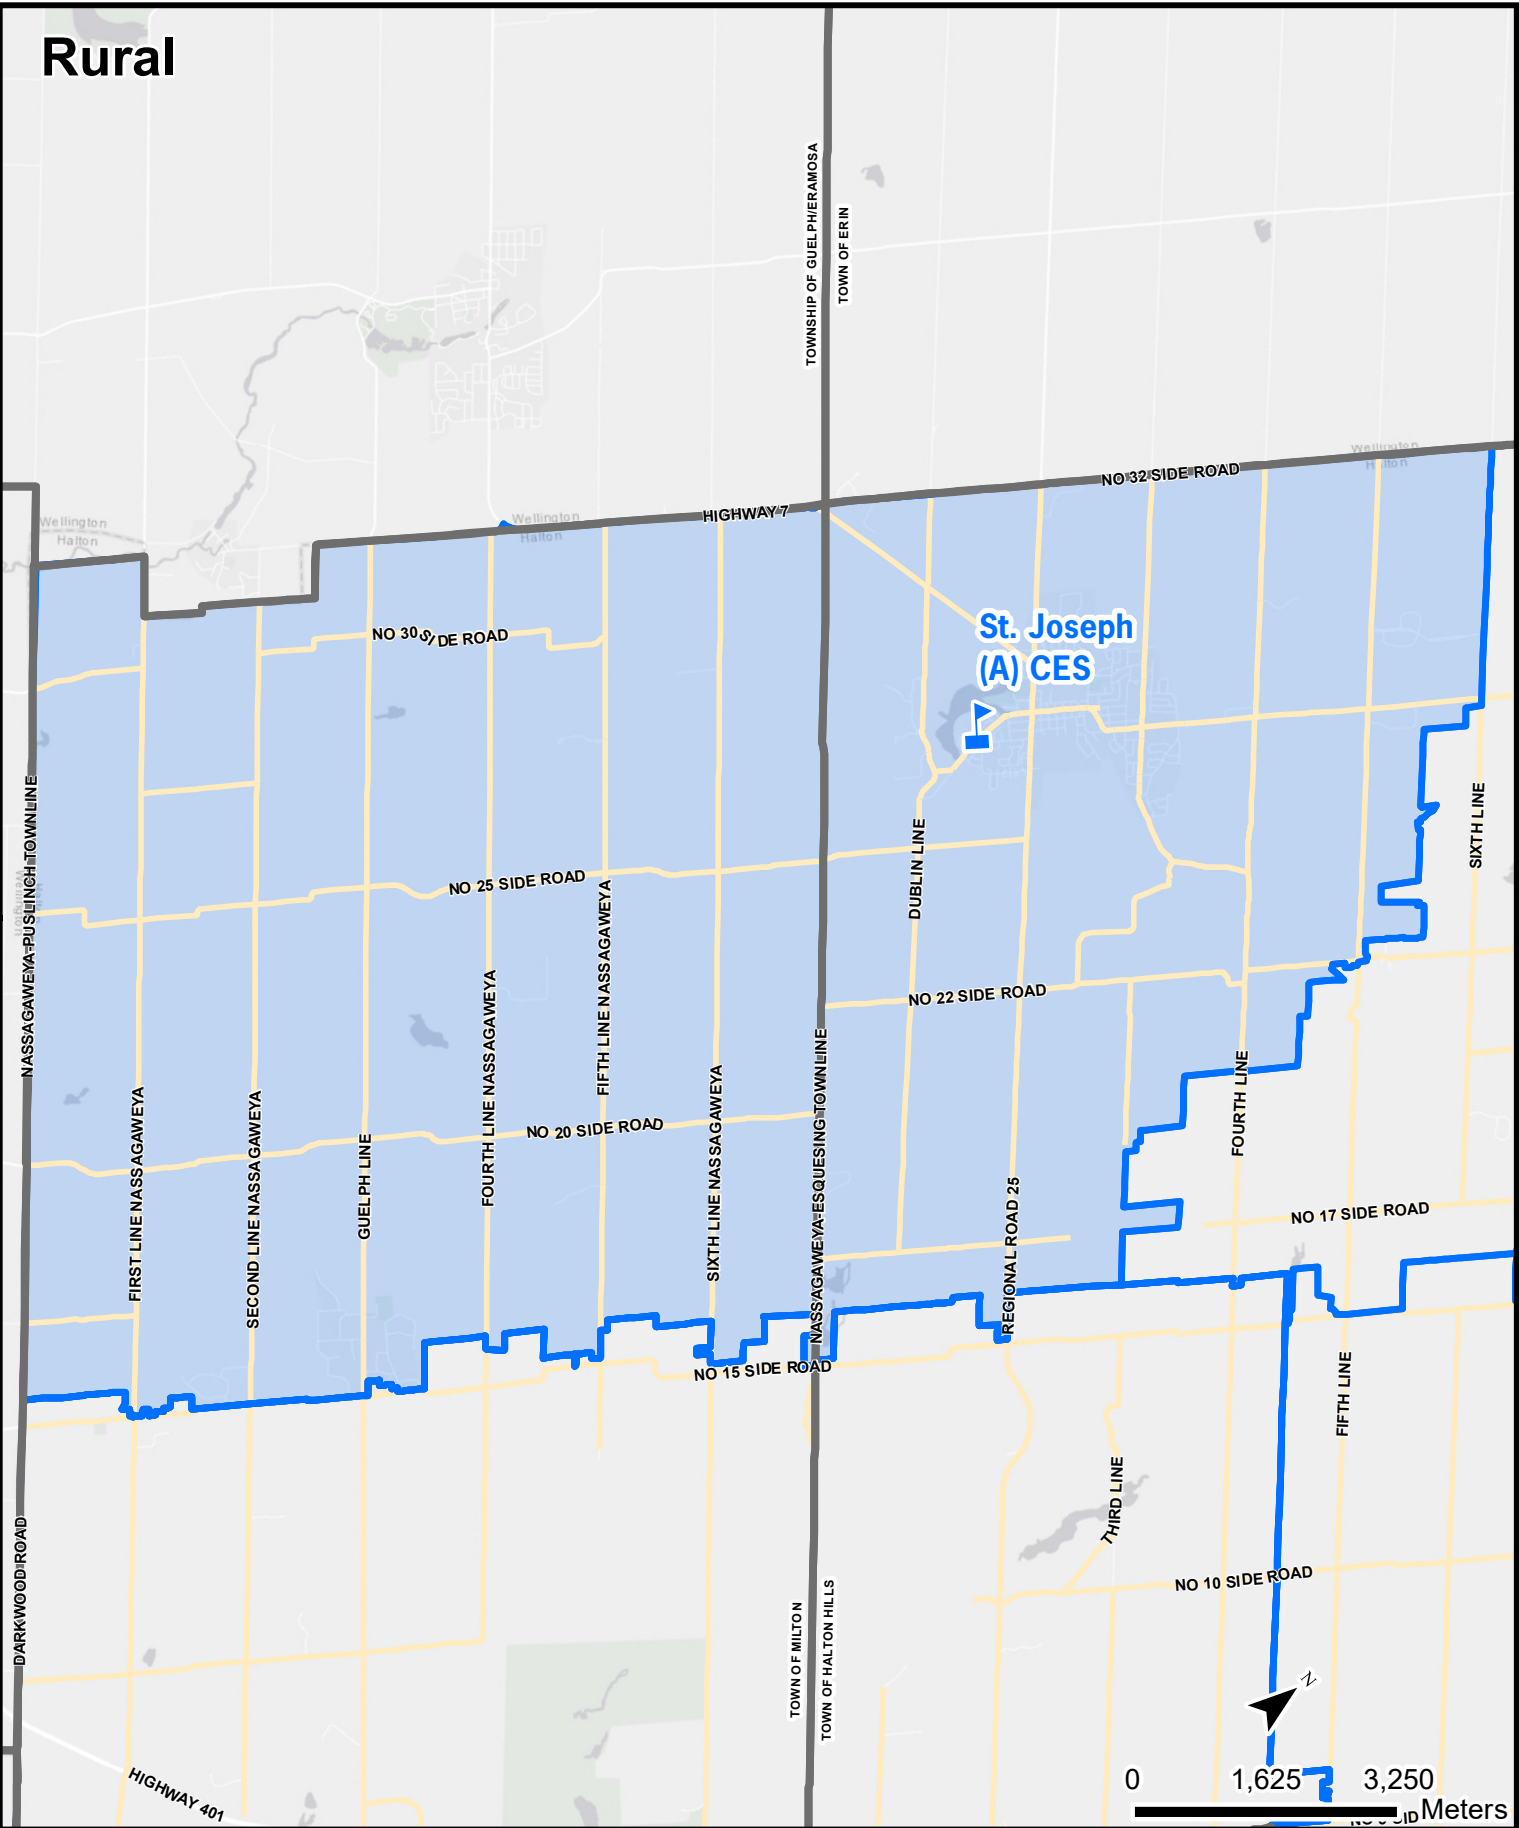 Rural
TOWNSHIP OF GUELPH/ERAMOSA
TOWN OF ERIN
Wellington
Halton
NO 32 SIDE ROAD
HIGHWAY 7
Wellington
Halton
Wellington
Halton
NO 30 SIDE ROAD
St. Joseph
(A) CES
NASSAGAWEYA-PUSLINCH TOWNLINE
SIXTH LINE
DUBLIN LINE
NO 25 SIDE ROAD
Wellington
FIFTH LINE NASSAGAWEYA
FOURTH LINE NASSAGAWEYA
NO 22 SIDE ROAD
NASSAGAWEYA-ESQUESING TOWNLINE
FOURTH LINE
SIXTH LINE NASSAGAWEYA
FIRST LINE NASSAGAWEYA
SECOND LINE NASSAGAWEYA
GUELPH LINE
NO 20 SIDE ROAD
REGIONAL ROAD 25
NO 17 SIDE ROAD
NO 15 SIDE ROAD
FIFTH LINE
THIRD LINE
DARKWOOD ROAD
NO 10 SIDE ROAD
TOWN OF MILTON
TOWN OF HALTON HILLS
N
HIGHWAY 401
0 1,625 3,250
Meters